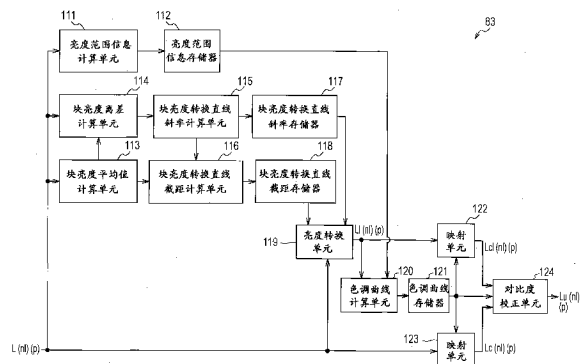 111
112
83
亮度范围信息
计算单元
亮度范围
信息存储器
114
115
117
块亮度离差
计算单元
块亮度转换直线
斜率计算单元
块亮度转换直线
斜率存储器
113
116
118
块亮度平均值
计算单元
块亮度转换直线
截距计算单元
块亮度转换直线
截距存储器
122
亮度转换
单元
119
Ll (nl) (p)
映射
单元
Lcl (nl) (p)
120
121
124
色调曲线
计算单元
色调曲线
存储器
对比度
校正单元
Lu (nl)
(p)
L (nl) (p)
123
映射
单元
Lc (nl) (p)